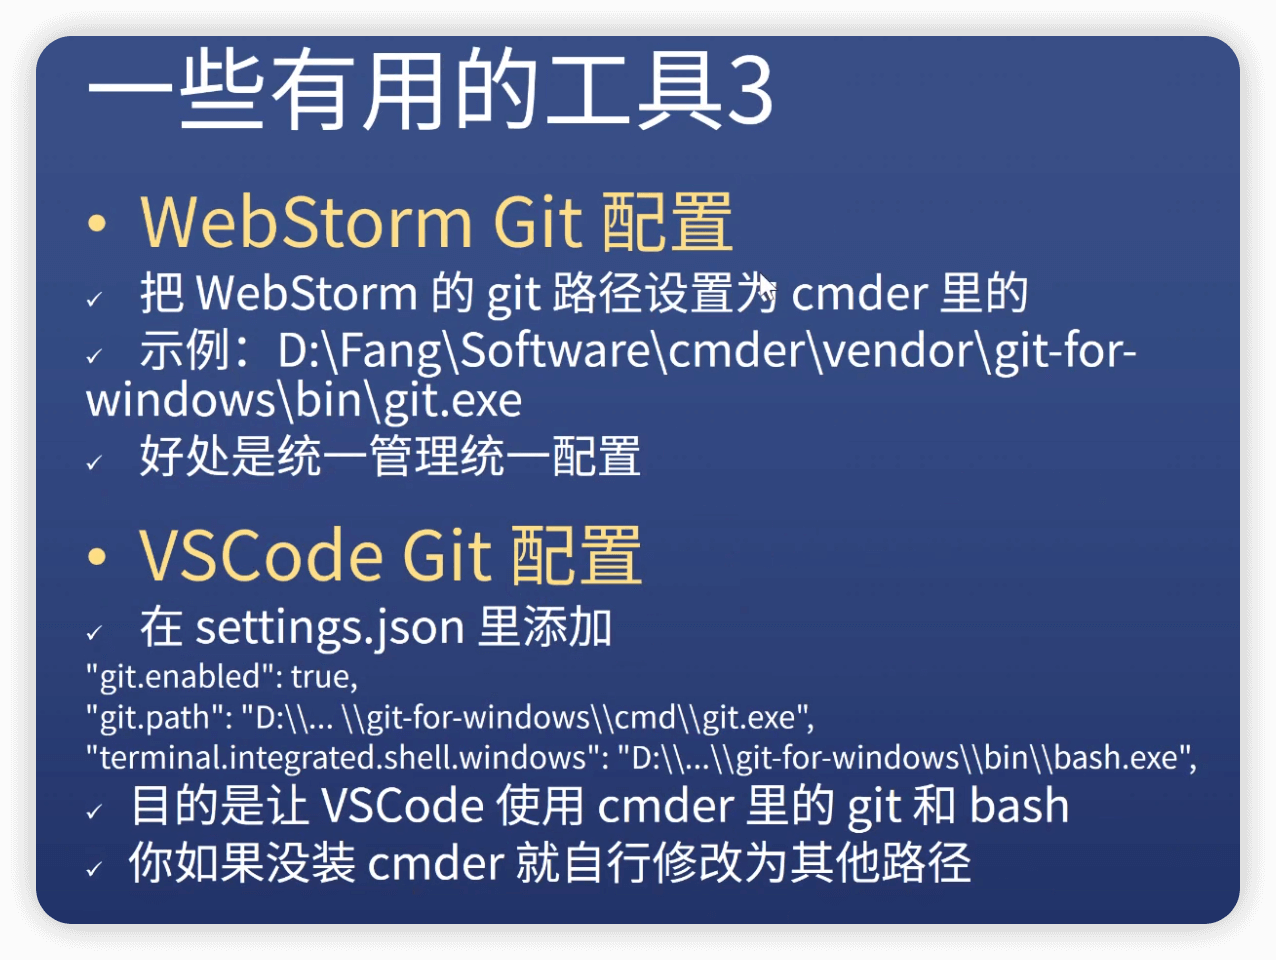 一些有用的工具3
• WebStorm Git 配置
✓ 把 WebStorm 的 git 路径设置为 cmder 里的
✓ 示例：D:\Fang\Software\cmder\vendor\git-for-
windows\bin\git.exe
✓ 好处是统一管理统一配置
• VSCode Git 配置
✓ 在 settings.json 里添加
"git.enabled": true,
"git.path": "D:\\... \\git-for-windows\\cmd\\git.exe",
"terminal.integrated.shell.windows": "D:\\...\\git-for-windows\\bin\\bash.exe",
✓ 目的是让 VSCode 使用 cmder 里的 git 和 bash
✓ 你如果没装 cmder 就自行修改为其他路径